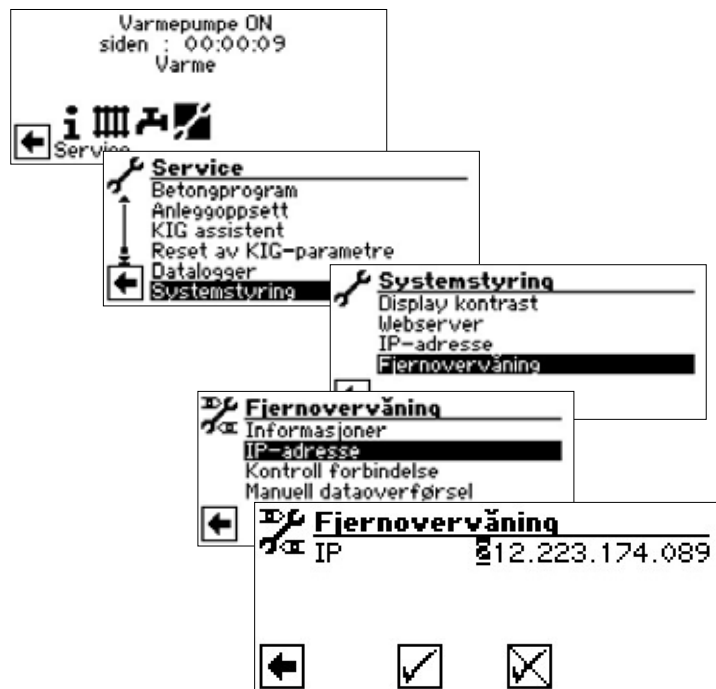 Varmepumpe ON
siden : 00:00:09
Varme
Service
Service
Betongprogram
Anleggoppsett
KIG assistent
Reset av KIG-parametre
Datalogger
Systemstyring
Systemstyring
Display kontrast
Webserver
IP-adresse
Fjernovervåning
Fjernovervåning
Informasjoner
IP-adresse
Kontroll forbindelse
Manuell dataoverførsel
Fjernovervåning
IP 212.223.174.089